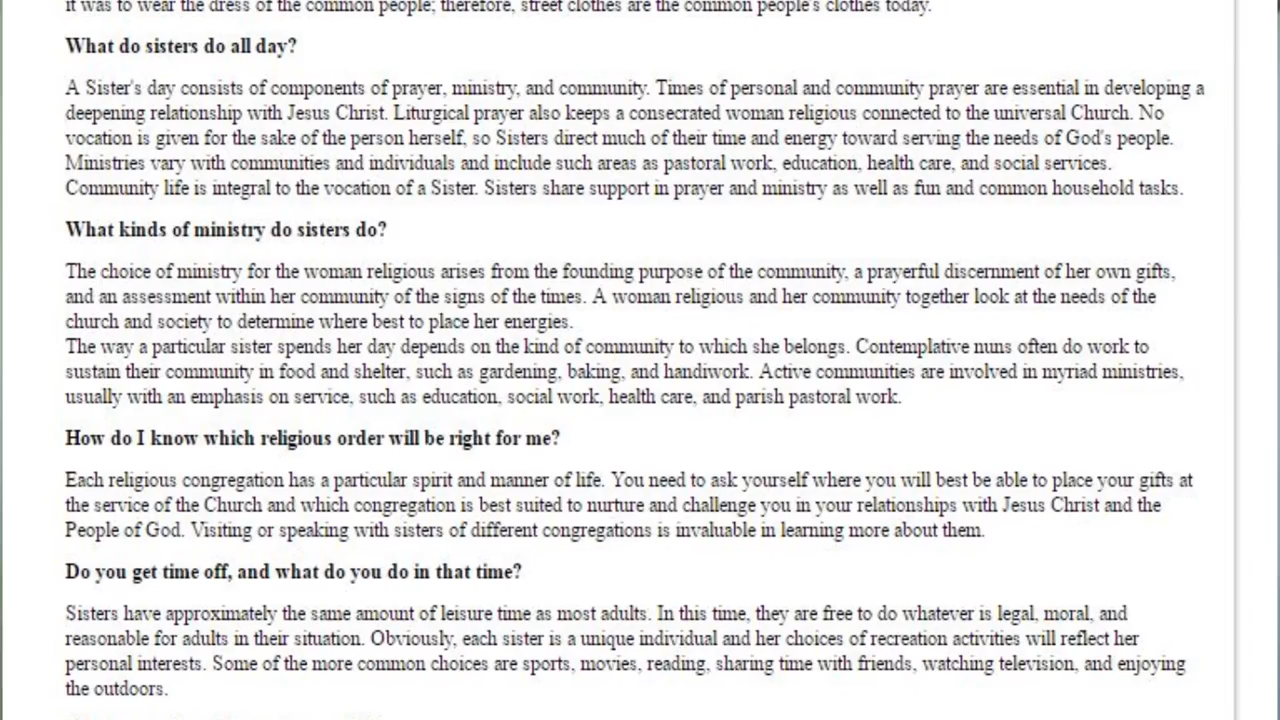 it was to wear the dress of the common people; therefore, street clothes are the common people's clothes today.
What do sisters do all day?
A Sister's day consists of components of prayer, ministry, and community. Times of personal and community prayer are essential in developing a
deepening relationship with Jesus Christ. Liturgical prayer also keeps a consecrated woman religious connected to the universal Church. No
vocation is given for the sake of the person herself, so Sisters direct much of their time and energy toward serving the needs of God's people.
Ministries vary with communities and individuals and include such areas as pastoral work, education, health care, and social services.
Community life is integral to the vocation of a Sister. Sisters share support in prayer and ministry as well as fun and common household tasks.
What kinds of ministry do sisters do?
The choice of ministry for the woman religious arises from the founding purpose of the community, a prayerful discernment of her own gifts,
and an assessment within her community of the signs of the times. A woman religious and her community together look at the needs of the
church and society to determine where best to place her energies.
The way a particular sister spends her day depends on the kind of community to which she belongs. Contemplative nuns often do work to
sustain their community in food and shelter, such as gardening, baking, and handiwork. Active communities are involved in myriad ministries,
usually with an emphasis on service, such as education, social work, health care, and parish pastoral work.
How do I know which religious order will be right for me?
Each religious congregation has a particular spirit and manner of life. You need to ask yourself where you will best be able to place your gifts at
the service of the Church and which congregation is best suited to nurture and challenge you in your relationships with Jesus Christ and the
People of God. Visiting or speaking with sisters of different congregations is invaluable in learning more about them.
Do you get time off, and what do you do in that time?
Sisters have approximately the same amount of leisure time as most adults. In this time, they are free to do whatever is legal, moral, and
reasonable for adults in their situation. Obviously, each sister is a unique individual and her choices of recreation activities will reflect her
personal interests. Some of the more common choices are sports, movies, reading, sharing time with friends, watching television, and enjoying
the outdoors.